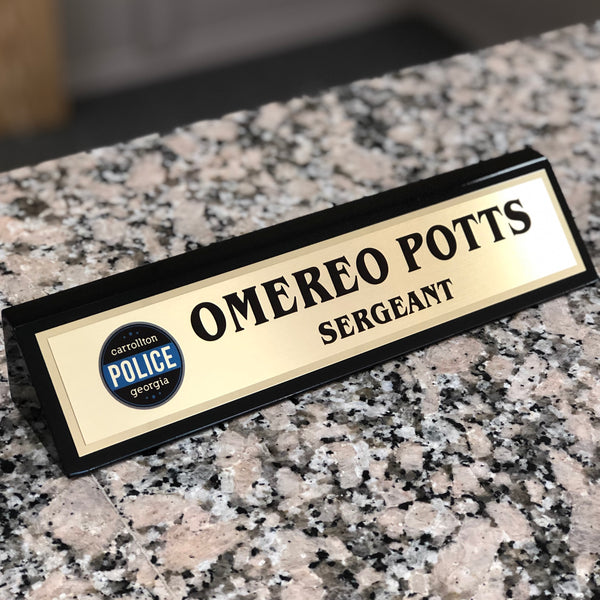 OMEREO POTTS
SERGEANT
carrollton
POLICE
georgia